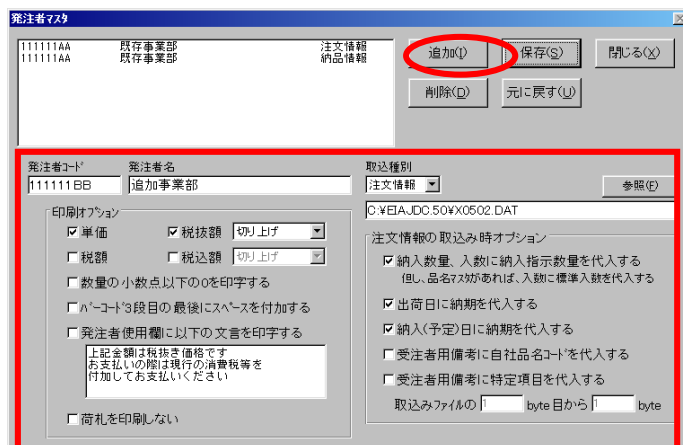 発注者ﾏｽﾀ
111111AA 既存事業部 注文情報
111111AA 既存事業部 納品情報
追加(I) 保存(S) 閉じる(X)
削除(D) 元に戻す(U)
発注者ｺｰﾄﾞ 発注者名 取込種別
111111BB 追加事業部 注文情報 参照(F)
C:¥EIAJDC.50¥X0502.DAT
印刷ｵﾌﾟｼｮﾝ
単価 税抜額 切り上げ
税額 税込額 切り上げ
数量の小数点以下の0を印字する
ﾊﾞｰｺｰﾄﾞ3段目の最後にｽﾍﾟｰｽを付加する
発注者使用欄に以下の文言を印字する
上記金額は税抜き価格です
お支払いの際は現行の消費税等を
付加してお支払いください
荷札を印刷しない
注文情報の取込み時オプション
納入数量、入数に納入指示数量を代入する
但し、品名ﾏｽﾀがあれば、入数に標準入数を代入する
出荷日に納期を代入する
納入(予定)日に納期を代入する
受注者用備考に自社品名ｺｰﾄﾞを代入する
受注者用備考に特定項目を代入する
取込みﾌｧｲﾙの 1 byte目から 1 byte